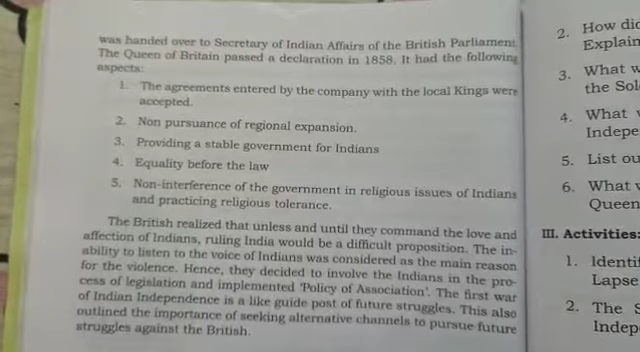 was handed over to Secretary of Indian Affairs of the British Parliament.
The Queen of Britain passed a declaration in 1858. It had the following
aspects:
1. The agreements entered by the company with the local Kings were
accepted.
2. Non pursuance of regional expansion.
3. Providing a stable government for Indians
4. Equality before the law
5. Non-interference of the government in religious issues of Indians
and practicing religious tolerance.
The British realized that unless and until they command the love and
affection of Indians, ruling India would be a difficult proposition. The in-
ability to listen to the voice of Indians was considered as the main reason
for the violence. Hence, they decided to involve the Indians in the pro-
cess of legislation and implemented 'Policy of Association'. The first war
of Indian Independence is a like guide post of future struggles. This also
outlined the importance of seeking alternative channels to pursue future
struggles against the British.
2. How did
Explain
3. What w
the Sol
4. What
Indepe
5. List ou
6. What
Queen
III. Activities:
1. Identif
Lapse
2. The S
Indep